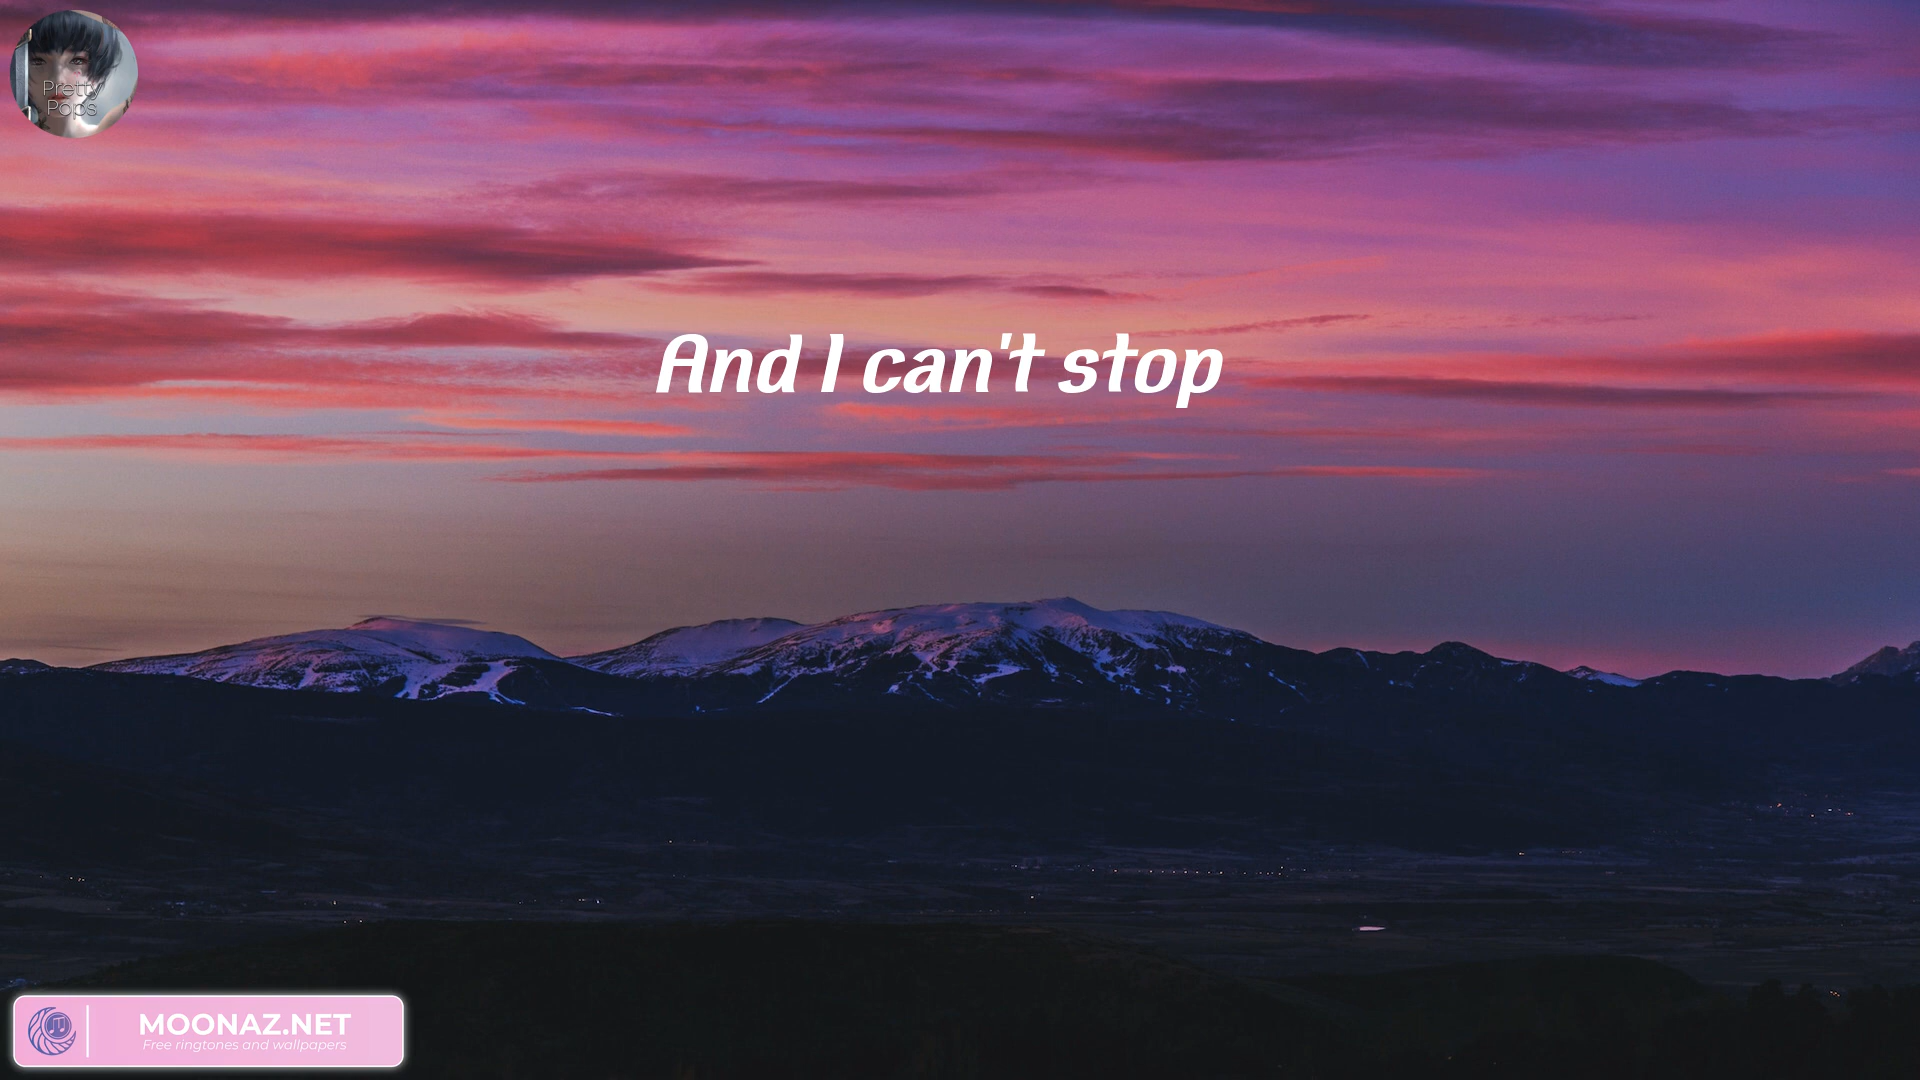 Pretty
Pops
And I can't stop
MOONAZ.NET
Free ringtones and wallpapers